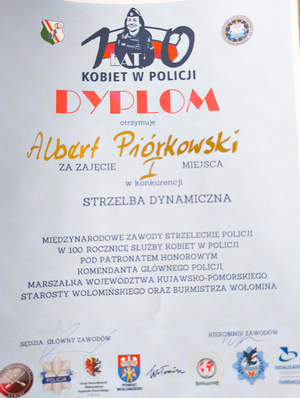 100
LAT
KOBIET W POLICJI
DYPLOM
otrzymuje
Albert Piórkowski
ZA ZAJĘCIE I MIEJSCA
w konkurencji
STRZELBA DYNAMICZNA
MIĘDZYNARODOWE ZAWODY STRZELECKIE POLICJI
W 100. ROCZNICĘ SŁUŻBY KOBIET W POLICJI
POD PATRONATEM HONOROWYM
KOMENDANTA GŁÓWNEGO POLICJI,
MARSZAŁKA WOJEWÓDZTWA KUJAWSKO-POMORSKIEGO,
STAROSTY WOŁOMIŃSKIEGO ORAZ BURMISTRZA WOŁOMINA
SĘDZIA GŁÓWNY ZAWODÓW
KIEROWNIK ZAWODÓW
POLICJA
POWIAT
WOŁOMIŃSKI
Wołomin